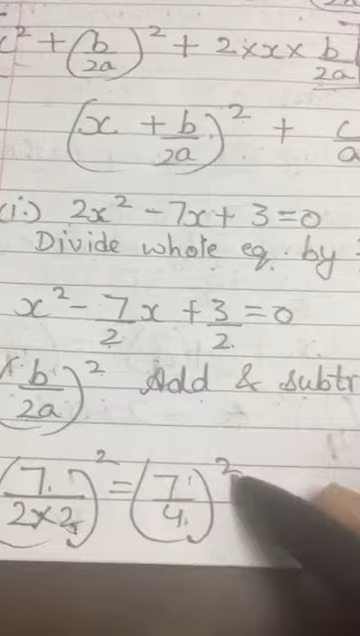 x² + (b/2a)² + 2 × x × b/2a
(x + b/2a)² + c/a
(i.) 2x² - 7x + 3 = 0
Divide whole eq. by
x² - 7/2 x + 3/2 = 0
(b/2a)² Add &
(7/2×2)² = (7/4)²